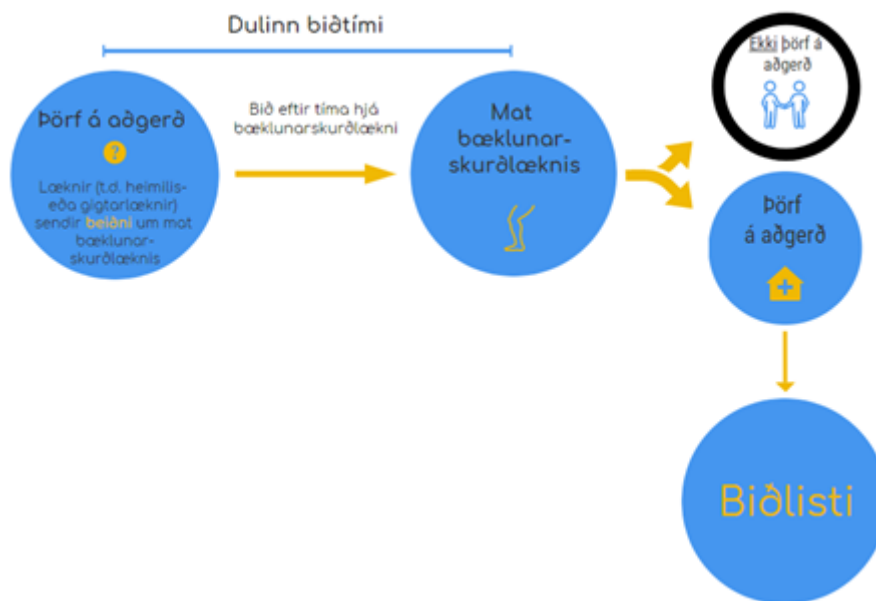 Dulinn biðtími
Þörf á aðgerð
?
Læknir (t.d. heimilis-
eða gigtarlæknir)
sendir beiðni um mat
bæklunar-
skurðlæknis
Bið eftir tíma hjá
bæklunarskurðlækni
Mat
bæklunar-
skurðlæknis
Ekki þörf á
aðgerð
Þörf
á aðgerð
Biðlisti